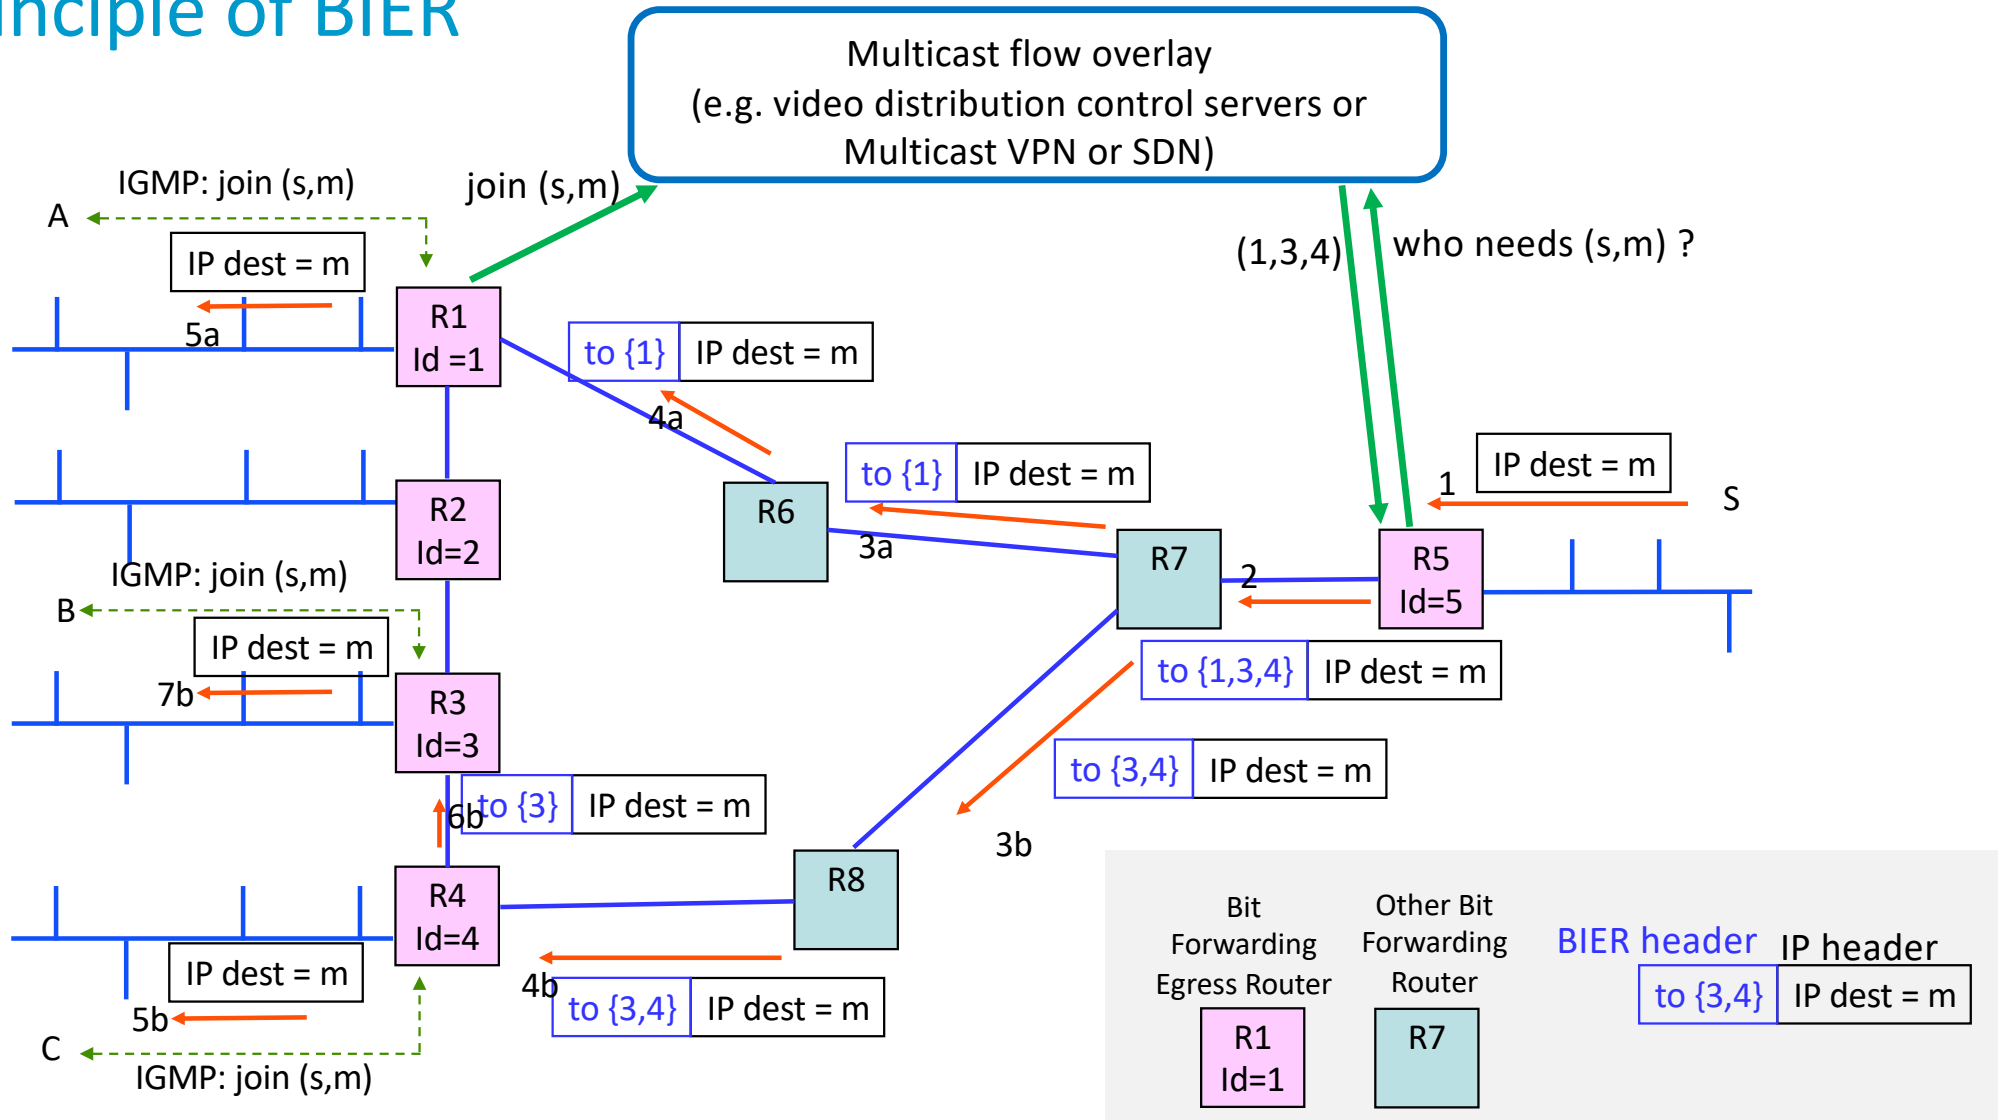 nciple of BIER
Multicast flow overlay
(e.g. video distribution control servers or
Multicast VPN or SDN)
IGMP: join (s,m)
join (s,m)
A
IP dest = m
(1,3,4)
who needs (s,m) ?
5a
R1
Id =1
to {1} IP dest = m
4a
to {1} IP dest = m
IP dest = m
1
S
R2
Id=2
R6
3a
R7
2
R5
Id=5
IGMP: join (s,m)
B
IP dest = m
7b
R3
Id=3
to {1,3,4} IP dest = m
to {3,4} IP dest = m
6b
to {3} IP dest = m
3b
R4
Id=4
R8
IP dest = m
4b
to {3,4} IP dest = m
5b
C
IGMP: join (s,m)
Bit
Forwarding
Egress Router
R1
Id=1
Other Bit
Forwarding
Router
R7
BIER header IP header
to {3,4} IP dest = m